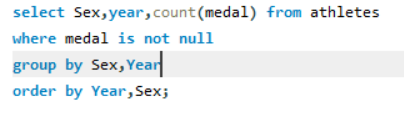 select Sex,year,count(medal) from athletes
where medal is not null
group by Sex,Year
order by Year,Sex;